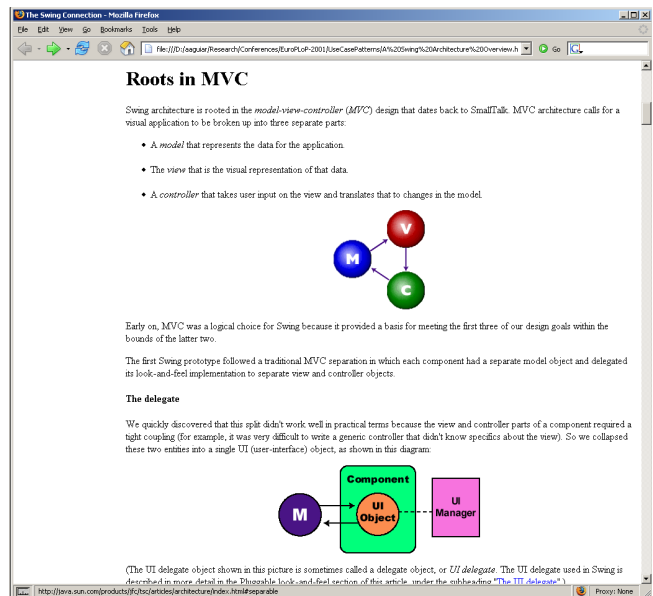 The Swing Connection - Mozilla Firefox
File Edit View Go Bookmarks Tools Help
file:///D:/aaguiar/Research/Conferences/EuroPLoP-2001/UseCasePatterns/A%20Swing%20Architecture%20Overview.h Go G
Roots in MVC
Swing architecture is rooted in the model-view-controller (MVC) design that dates back to SmallTalk. MVC architecture calls for a
visual application to be broken up into three separate parts:
• A model that represents the data for the application.
• The view that is the visual representation of that data.
• A controller that takes user input on the view and translates that to changes in the model.
V
M
C
Early on, MVC was a logical choice for Swing because it provided a basis for meeting the first three of our design goals within the
bounds of the latter two.
The first Swing prototype followed a traditional MVC separation in which each component had a separate model object and delegated
its look-and-feel implementation to separate view and controller objects.
The delegate
We quickly discovered that this split didn't work well in practical terms because the view and controller parts of a component required a
tight coupling (for example, it was very difficult to write a generic controller that didn't know specifics about the view). So we collapsed
these two entities into a single UI (user-interface) object, as shown in this diagram:
Component
M
UI
Object
UI
Manager
(The UI delegate object shown in this picture is sometimes called a delegate object, or UI delegate. The UI delegate used in Swing is
described in more detail in the Pluggable look-and-feel section of this article, under the subheading "The UI delegate".)
http://java.sun.com/products/jfc/tsc/articles/architecture/index.html#separable Proxy: None